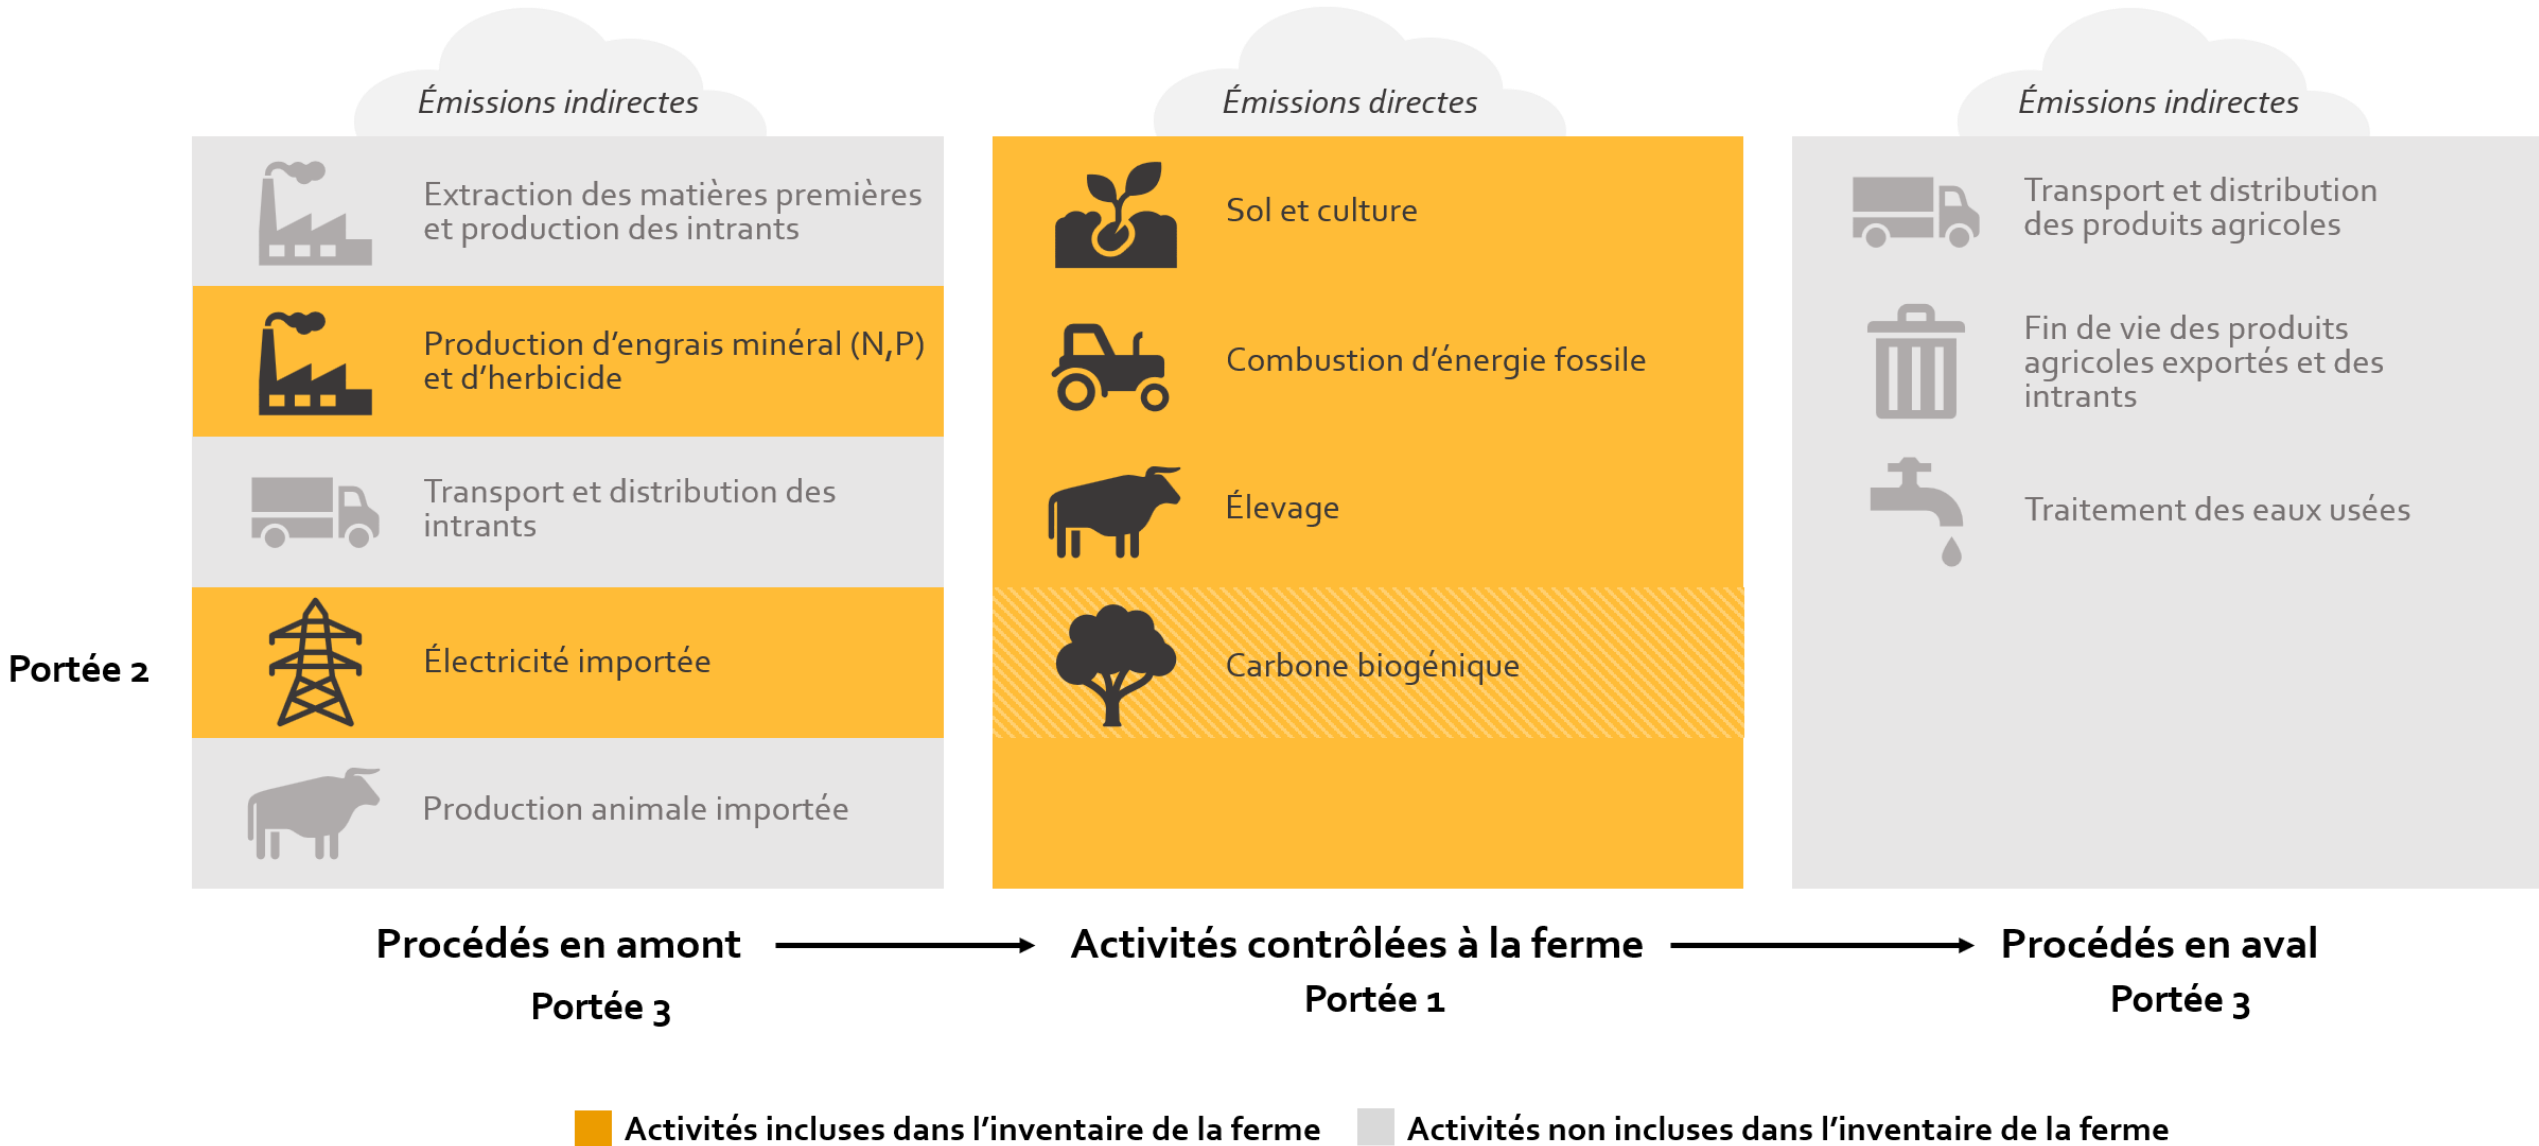 Émissions indirectes
Extraction des matières premières
et production des intrants
Production d'engrais minéral (N,P)
et d'herbicide
Transport et distribution des
intrants
Portée 2
Électricité importée
Production animale importée
Procédés en amont
Portée 3
Émissions directes
Sol et culture
Combustion d'énergie fossile
Élevage
Carbone biogénique
Activités contrôlées à la ferme
Portée 1
Émissions indirectes
Transport et distribution
des produits agricoles
Fin de vie des produits
agricoles exportés et des
intrants
Traitement des eaux usées
Procédés en aval
Portée 3
Activités incluses dans l'inventaire de la ferme
Activités non incluses dans l'inventaire de la ferme